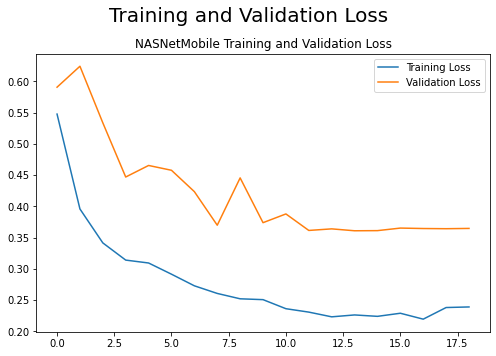 Training and Validation Loss
NASNetMobile Training and Validation Loss
Training Loss
Validation Loss
0.60
0.55
0.50
0.45
0.40
0.35
0.30
0.25
0.20
0.0 2.5 5.0 7.5 10.0 12.5 15.0 17.5